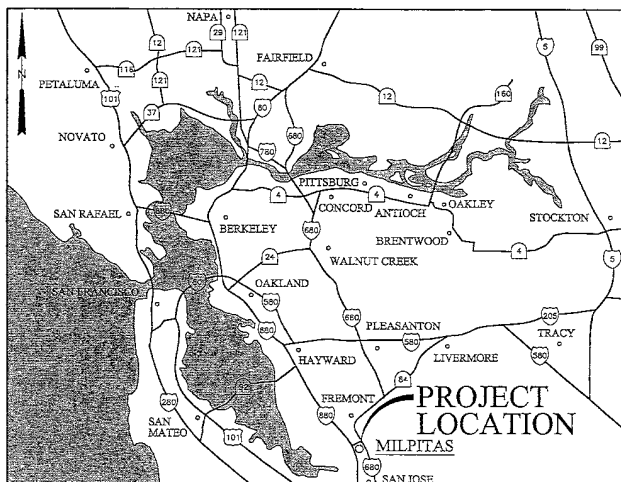 NAPA
29
121
12
121
5
99
FAIRFIELD
116
121
12
PETALUMA
101
121
12
160
80
12
37
680
12
NOVATO
780
PITTSBURG
4
4
CONCORD
ANTIOCH
OAKLEY
SAN RAFAEL
BERKELEY
STOCKTON
680
BRENTWOOD
4
24
WALNUT CREEK
5
OAKLAND
SAN FRANCISCO
580
680
205
880
PLEASANTON
580
TRACY
HAYWARD
LIVERMORE
580
84
280
880
FREMONT
PROJECT
LOCATION
SAN
MATEO
101
MILPITAS
680
SAN JOSE
N